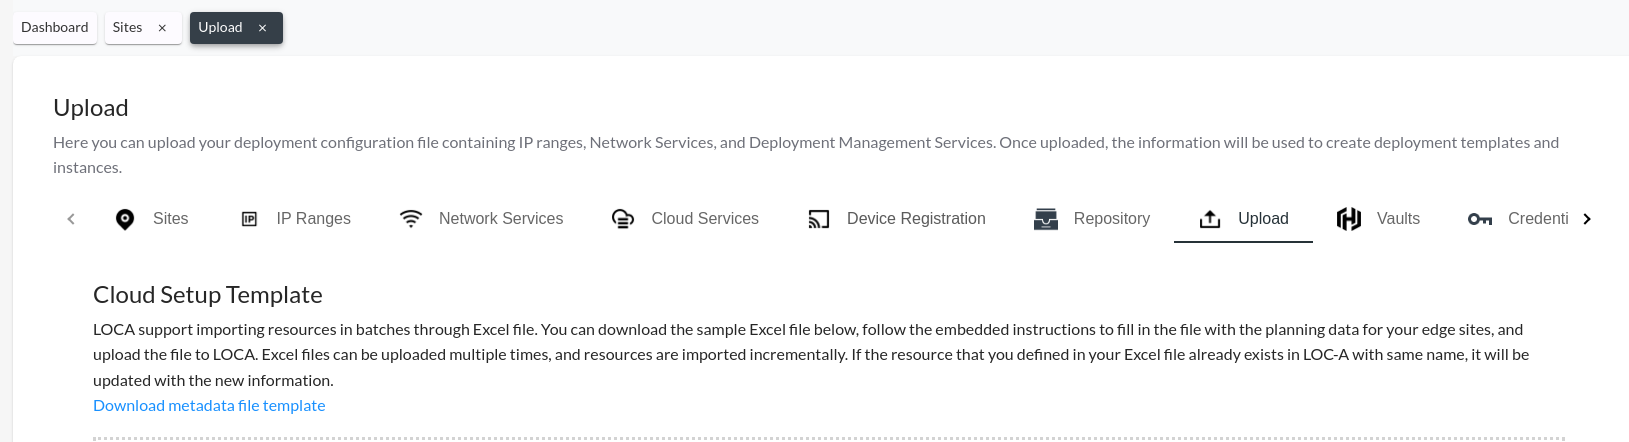 Dashboard Sites × Upload ×
Upload
Here you can upload your deployment configuration file containing IP ranges, Network Services, and Deployment Management Services. Once uploaded, the information will be used to create deployment templates and
instances.
Sites IP Ranges Network Services Cloud Services Device Registration Repository Upload Vaults Credenti
Cloud Setup Template
LOCA support importing resources in batches through Excel file. You can download the sample Excel file below, follow the embedded instructions to fill in the file with the planning data for your edge sites, and
upload the file to LOCA. Excel files can be uploaded multiple times, and resources are imported incrementally. If the resource that you defined in your Excel file already exists in LOC-A with same name, it will be
updated with the new information.
Download metadata file template